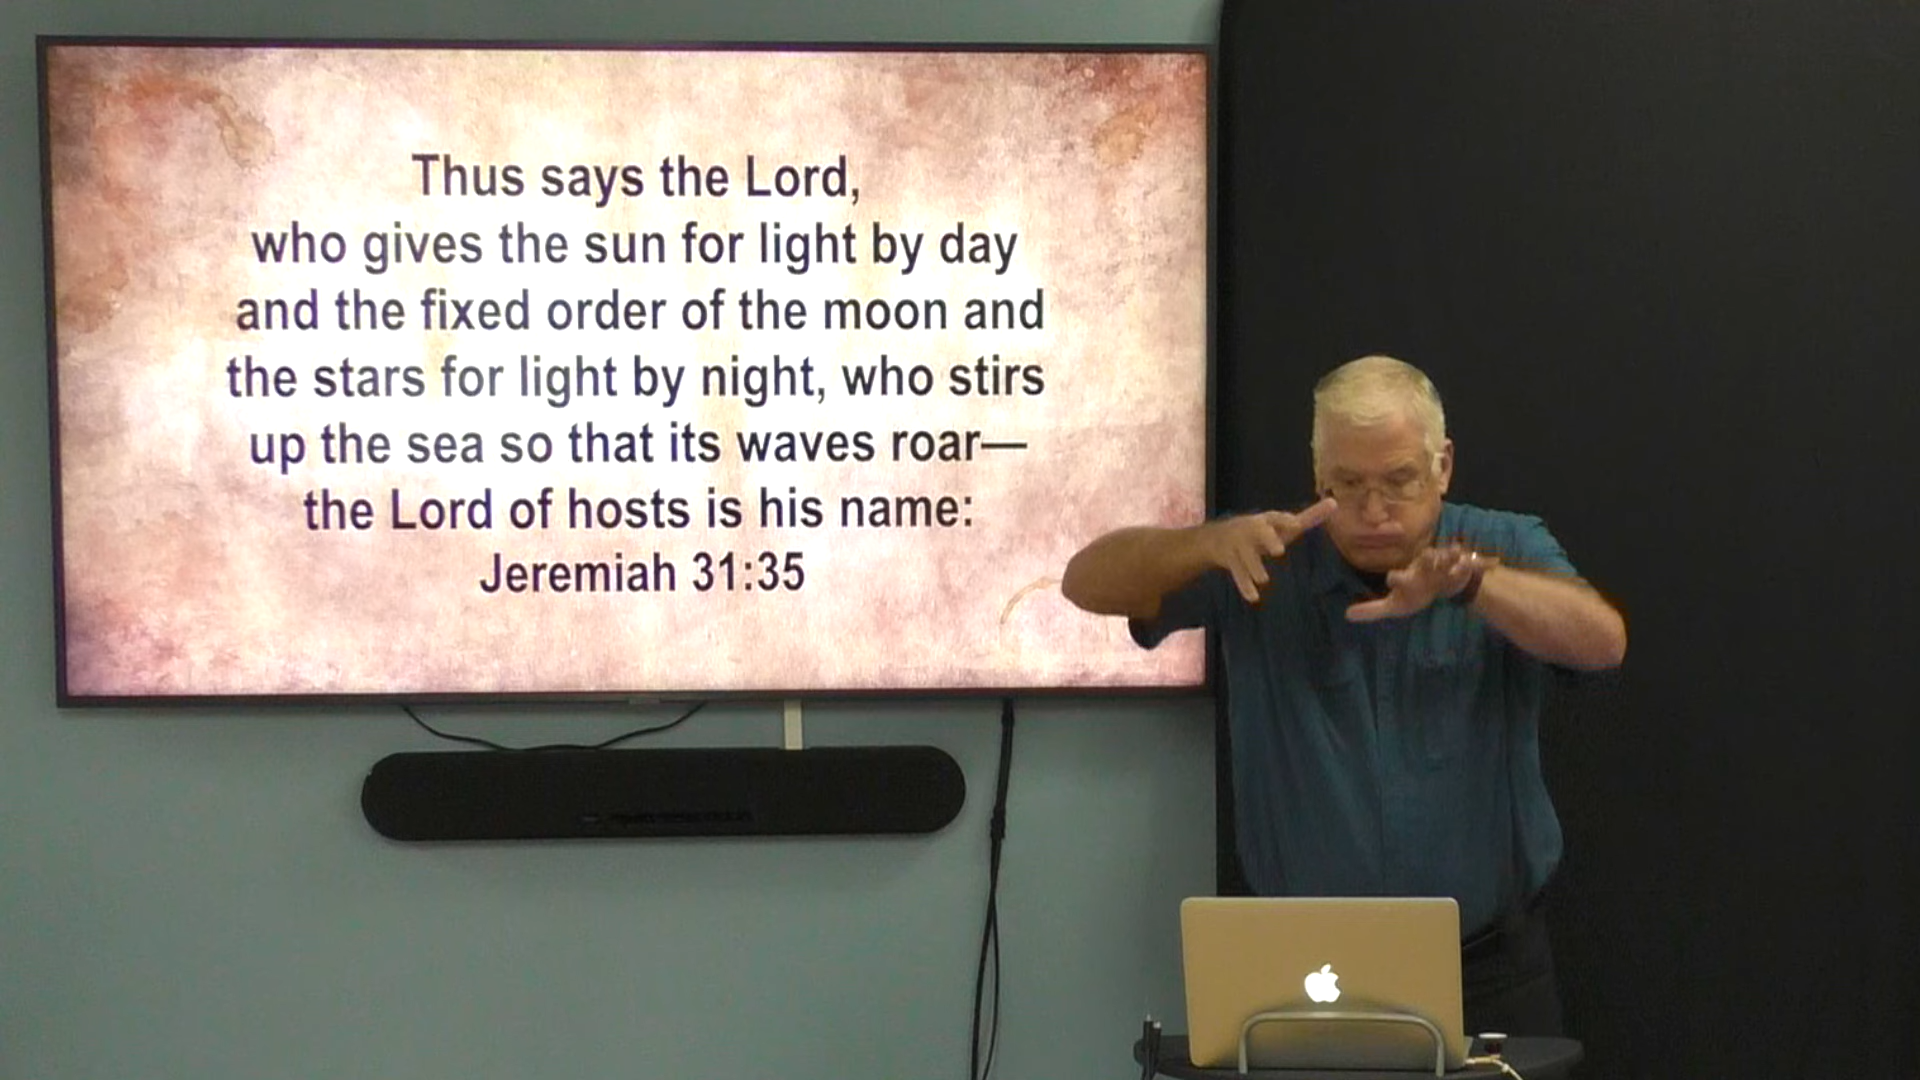 Thus says the Lord,
who gives the sun for light by day
and the fixed order of the moon and
the stars for light by night, who stirs
up the sea so that its waves roar—
the Lord of hosts is his name:
Jeremiah 31:35